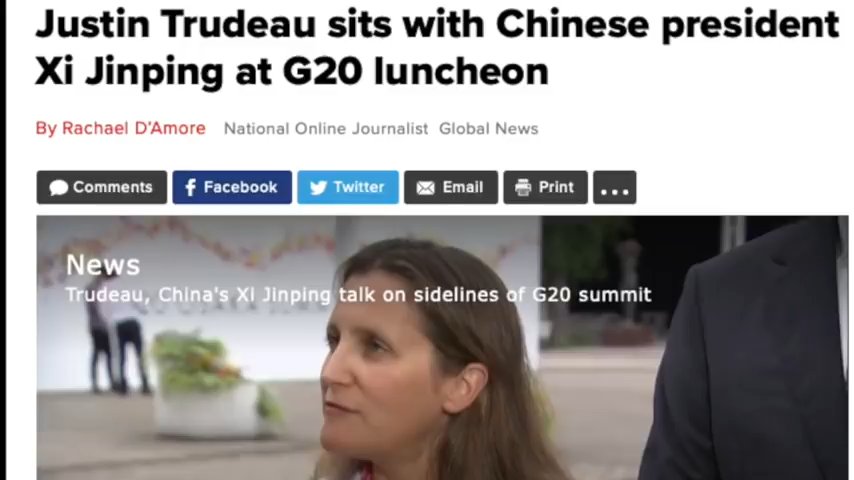 Justin Trudeau sits with Chinese president
Xi Jinping at G20 luncheon
By Rachael D'Amore National Online Journalist Global News
Comments Facebook Twitter Email Print ...
News
Trudeau, China's Xi Jinping talk on sidelines of G20 summit